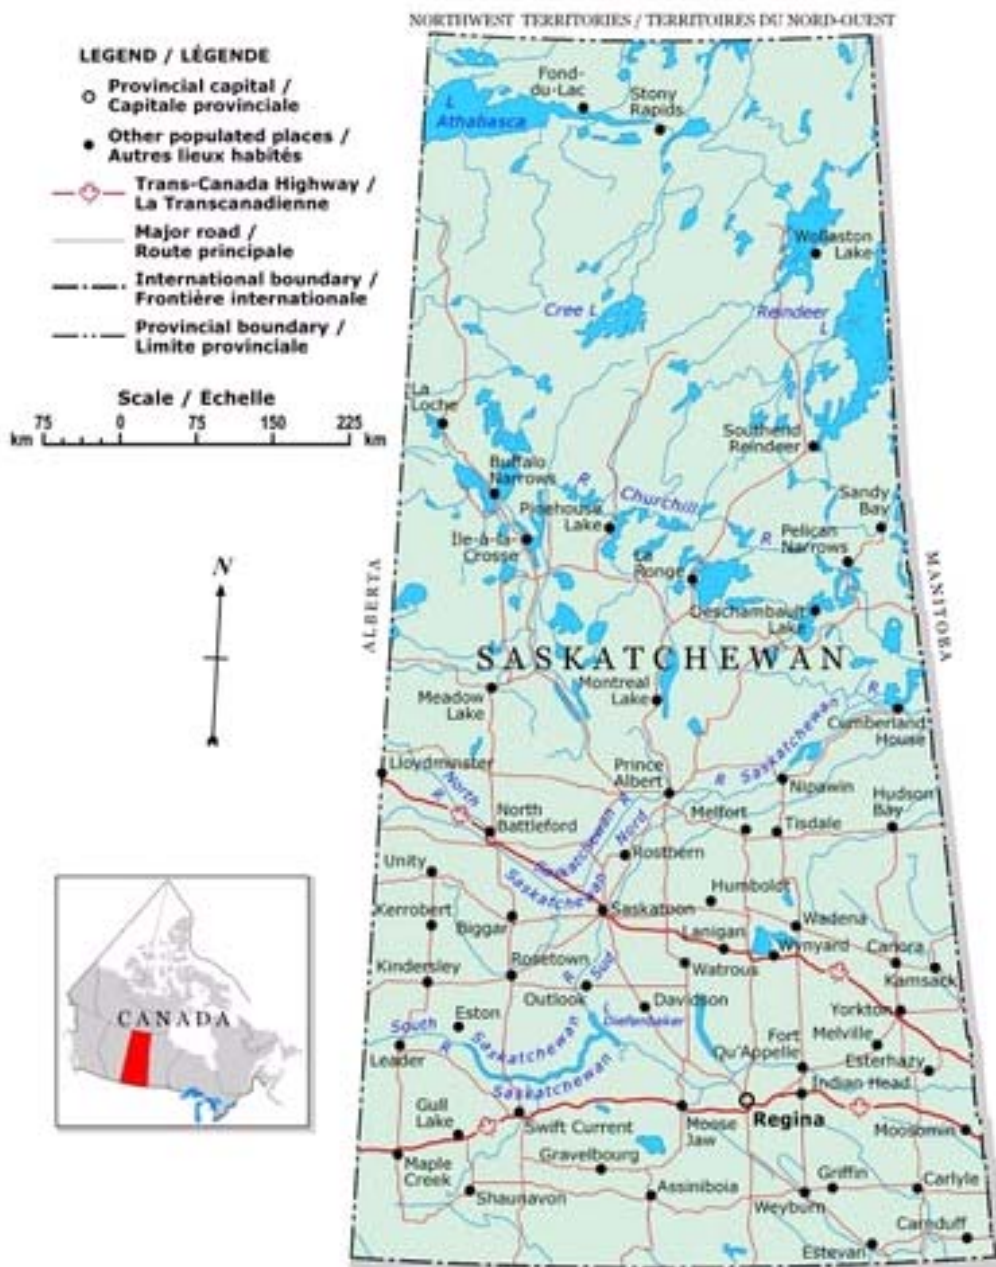 NORTHWEST TERRITORIES / TERRITOIRES DU NORD-OUEST
LEGEND / LÉGENDE
Provincial capital /
Capitale provinciale
Other populated places /
Autres lieux habités
Trans-Canada Highway /
La Transcanadienne
Major road /
Route principale
International boundary /
Frontière internationale
Provincial boundary /
Limite provinciale
Scale / Echelle
75 0 75 150 225
km km
N
CANADA
ALBERTA
MANITOBA
SASKATCHEWAN
L
Athabasca
Fond-
du-Lac
Stony
Rapids
Wollaston
Lake
Cree L
Reindeer
L
La
Loche
Southend
Reindeer
Buffalo
Narrows
R Churchill
Pinehouse
Lake
Sandy
Bay
Île-à-la-
Crosse
R
Pelican
Narrows
La
Ronge
Deschambault
Lake
Meadow
Lake
Montreal
Lake
R
Saskatchewan
R
Cumberland
House
Lloydminster
Prince
Albert
Nipawin
North
R
North
Battleford
Saskatchewan R
Nord
Melfort
Tisdale
Hudson
Bay
Rosthern
Unity
Saskatchewan
Humboldt
Kerrobert
Biggar
Saskatoon
Wadena
Lanigan
Wynyard
Canora
Kamsack
Kindersley
Rosetown
R Sud
Watrous
Outlook
Davidson
L
Diefenbaker
Yorkton
Eston
South
R
Saskatchewan
Leader
Fort
Qu'Appelle
Melville
Esterhazy
Saskatchewan
Indian Head
Gull
Lake
Swift Current
Moose
Jaw
Regina
Moosomin
Maple
Creek
Gravelbourg
Shaunavon
Assiniboia
Griffin
Weyburn
Carlyle
Carnduff
Estevan